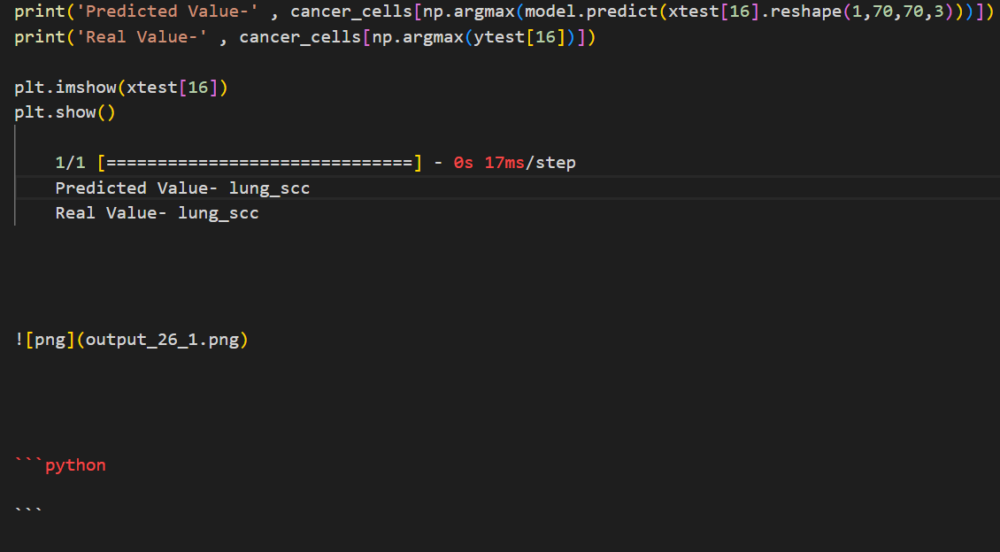 print('Predicted Value-' , cancer_cells[np.argmax(model.predict(xtest[16].reshape(1,70,70,3)))])
print('Real Value-' , cancer_cells[np.argmax(ytest[16])])
plt.imshow(xtest[16])
plt.show()
1/1 [==============================] - 0s 17ms/step
Predicted Value- lung_scc
Real Value- lung_scc
![png](output_26_1.png)
```python
```